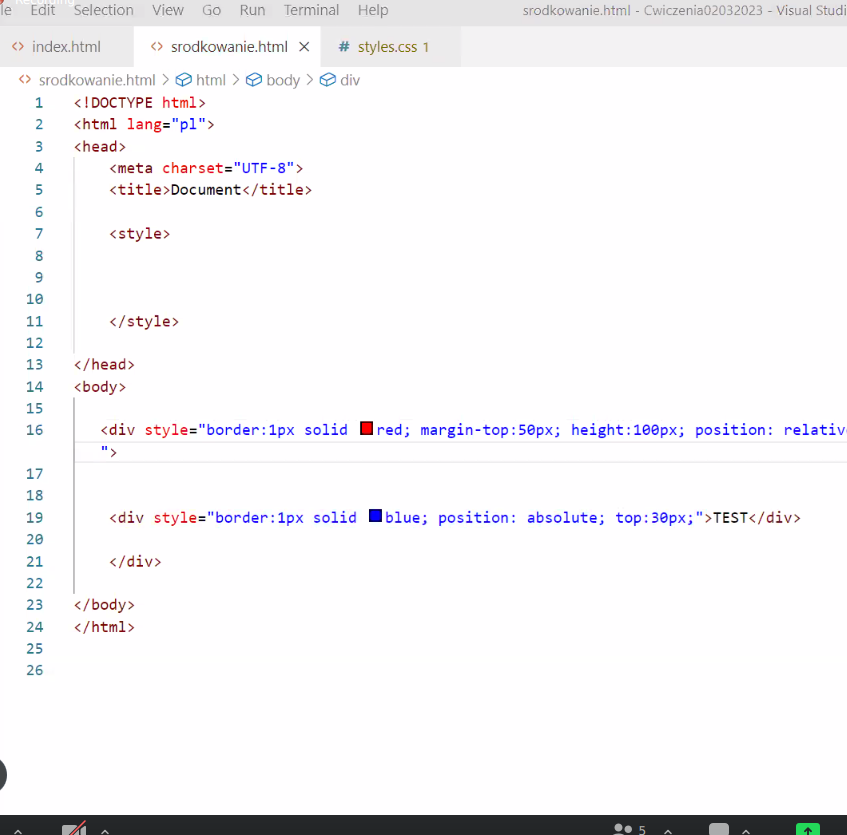 Edit Selection View Go Run Terminal Help srodkowanie.html - Cwiczenia02032023 - Visual Studi
index.html srodkowanie.html styles.css 1
srodkowanie.html > html > body > div
1 <!DOCTYPE html>
2 <html lang="pl">
3 <head>
4 <meta charset="UTF-8">
5 <title>Document</title>
6
7 <style>
8
9
10
11 </style>
12
13 </head>
14 <body>
15
16 <div style="border:1px solid red; margin-top:50px; height:100px; position: relativ
">
17
18
19 <div style="border:1px solid blue; position: absolute; top:30px;">TEST</div>
20
21 </div>
22
23 </body>
24 </html>
25
26
5